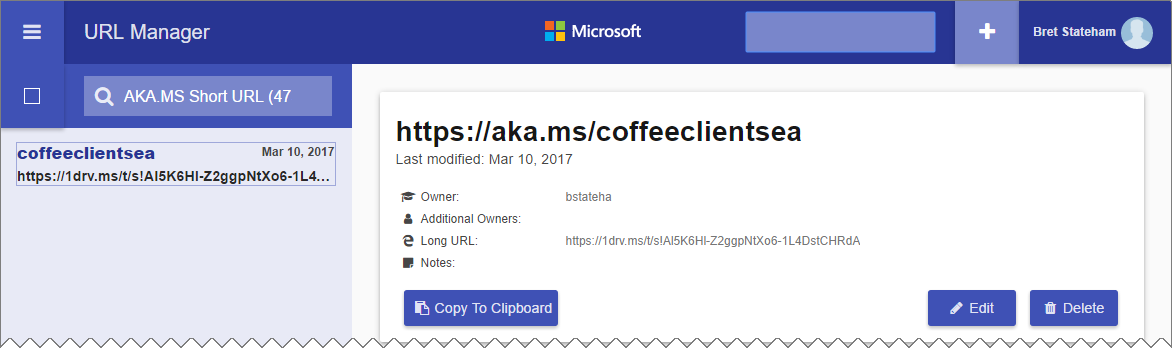 URL Manager
Microsoft
Bret Stateham
AKA.MS Short URL (47
coffeeclientsea
Mar 10, 2017
https://1drv.ms/t/s!Al5K6Hl-Z2ggpNtXo6-1L4...
https://aka.ms/coffeeclientsea
Last modified: Mar 10, 2017
Owner: bstateha
Additional Owners:
Long URL: https://1drv.ms/t/s!Al5K6Hl-Z2ggpNtXo6-1L4DstCHRdA
Notes:
Copy To Clipboard
Edit
Delete